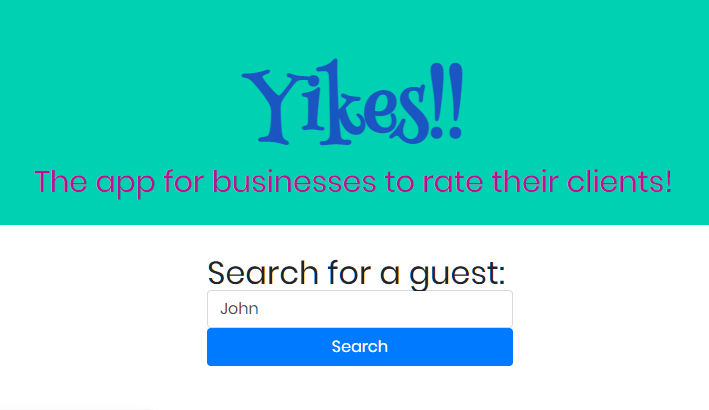 Yikes!!
The app for businesses to rate their clients!
Search for a guest:
John
Search